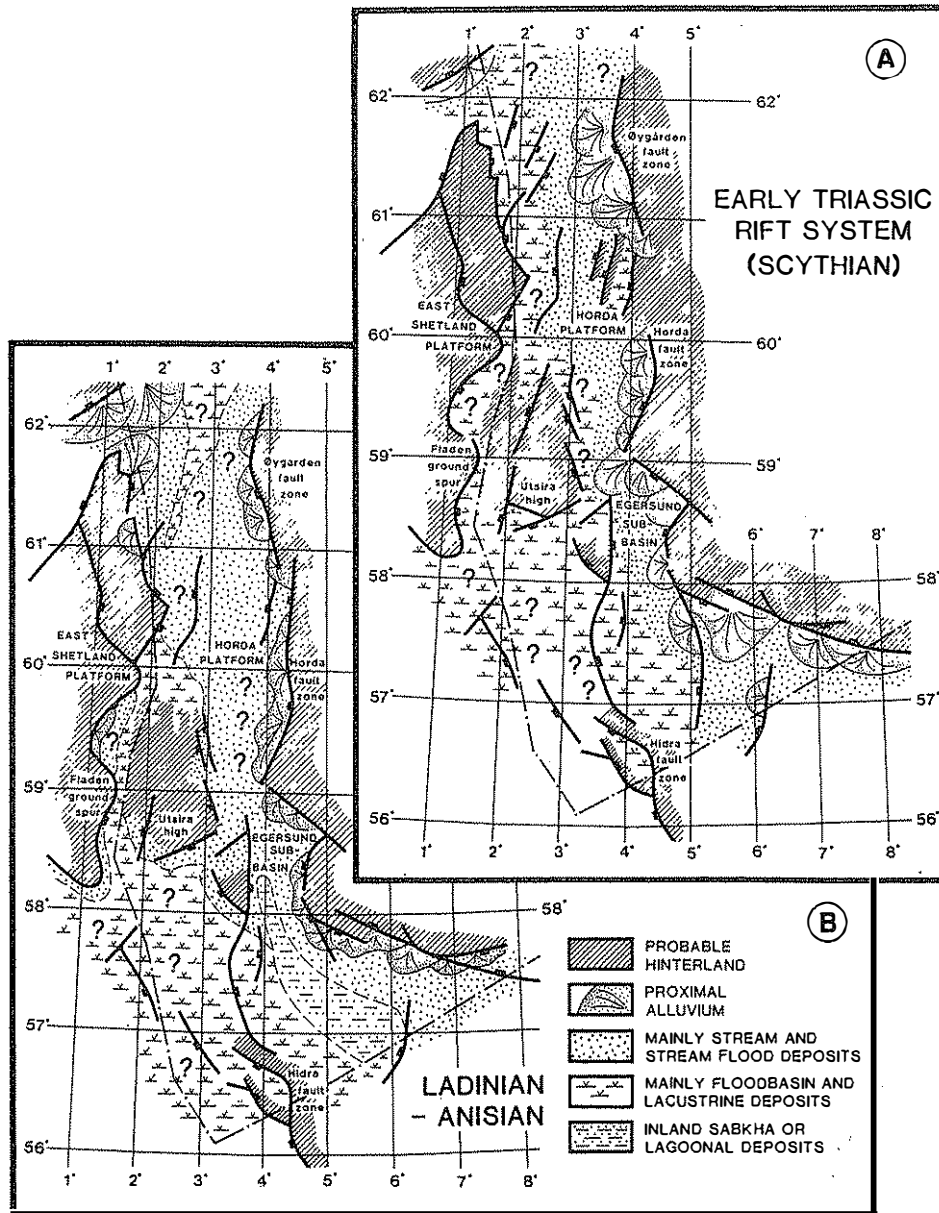 1° 2° 3° 4° 5°
A
62° 62°
Øygården
fault
zone
61° 61°
EARLY TRIASSIC
RIFT SYSTEM
(SCYTHIAN)
EAST
SHETLAND
PLATFORM
HORDA
PLATFORM
60° 60°
Horda
fault
zone
59° 59°
Fladen
ground
spur
Utsira
high
EGERSUND
SUB-
BASIN
6° 7° 8°
58° 58°
57° 57°
Hidra
fault
zone
56° 56°
1° 2° 3° 4° 5° 6° 7° 8°
? ? ? ? ? ? ? ? ? ? ?
1° 2° 3° 4° 5°
62°
Øygarden
fault
zone
61°
EAST
SHETLAND
PLATFORM
HORDA
PLATFORM
60°
Horda
fault
zone
59°
Fladen
ground
spur
Utsira
high
EGERSUND
SUB-
BASIN
6° 7° 8°
58° 58°
57°
Hidra
fault
zone
56°
1° 2° 3° 4° 5° 6° 7° 8°
? ? ? ? ? ? ? ? ?
LADINIAN
– ANISIAN
B
PROBABLE
HINTERLAND
PROXIMAL
ALLUVIUM
MAINLY STREAM AND
STREAM FLOOD DEPOSITS
MAINLY FLOODBASIN AND
LACUSTRINE DEPOSITS
INLAND SABKHA OR
LAGOONAL DEPOSITS